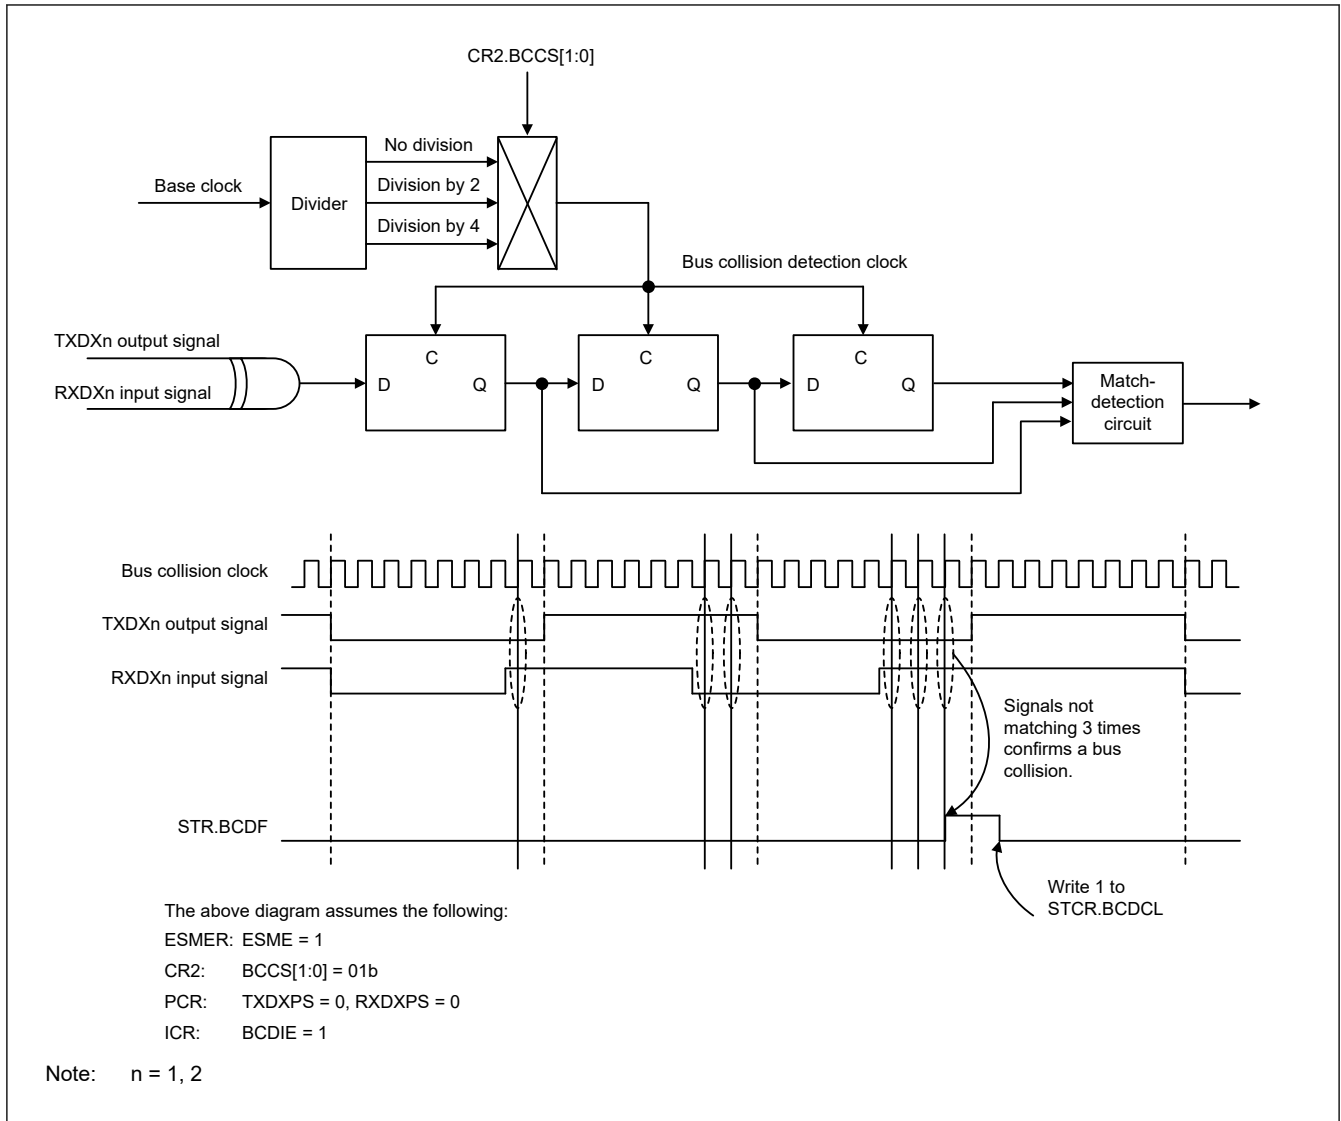 CR2.BCCS[1:0]
No division
Base clock
Divider
Division by 2
Division by 4
Bus collision detection clock
TXDXn output signal
RXDXn input signal
C
D
Q
C
D
Q
C
D
Q
Match-
detection
circuit
Bus collision clock
TXDXn output signal
RXDXn input signal
Signals not
matching 3 times
confirms a bus
collision.
STR.BCDF
Write 1 to
STCR.BCDCL
The above diagram assumes the following:
ESMER: ESME = 1
CR2: BCCS[1:0] = 01b
PCR: TXDXPS = 0, RXDXPS = 0
ICR: BCDIE = 1
Note: n = 1, 2